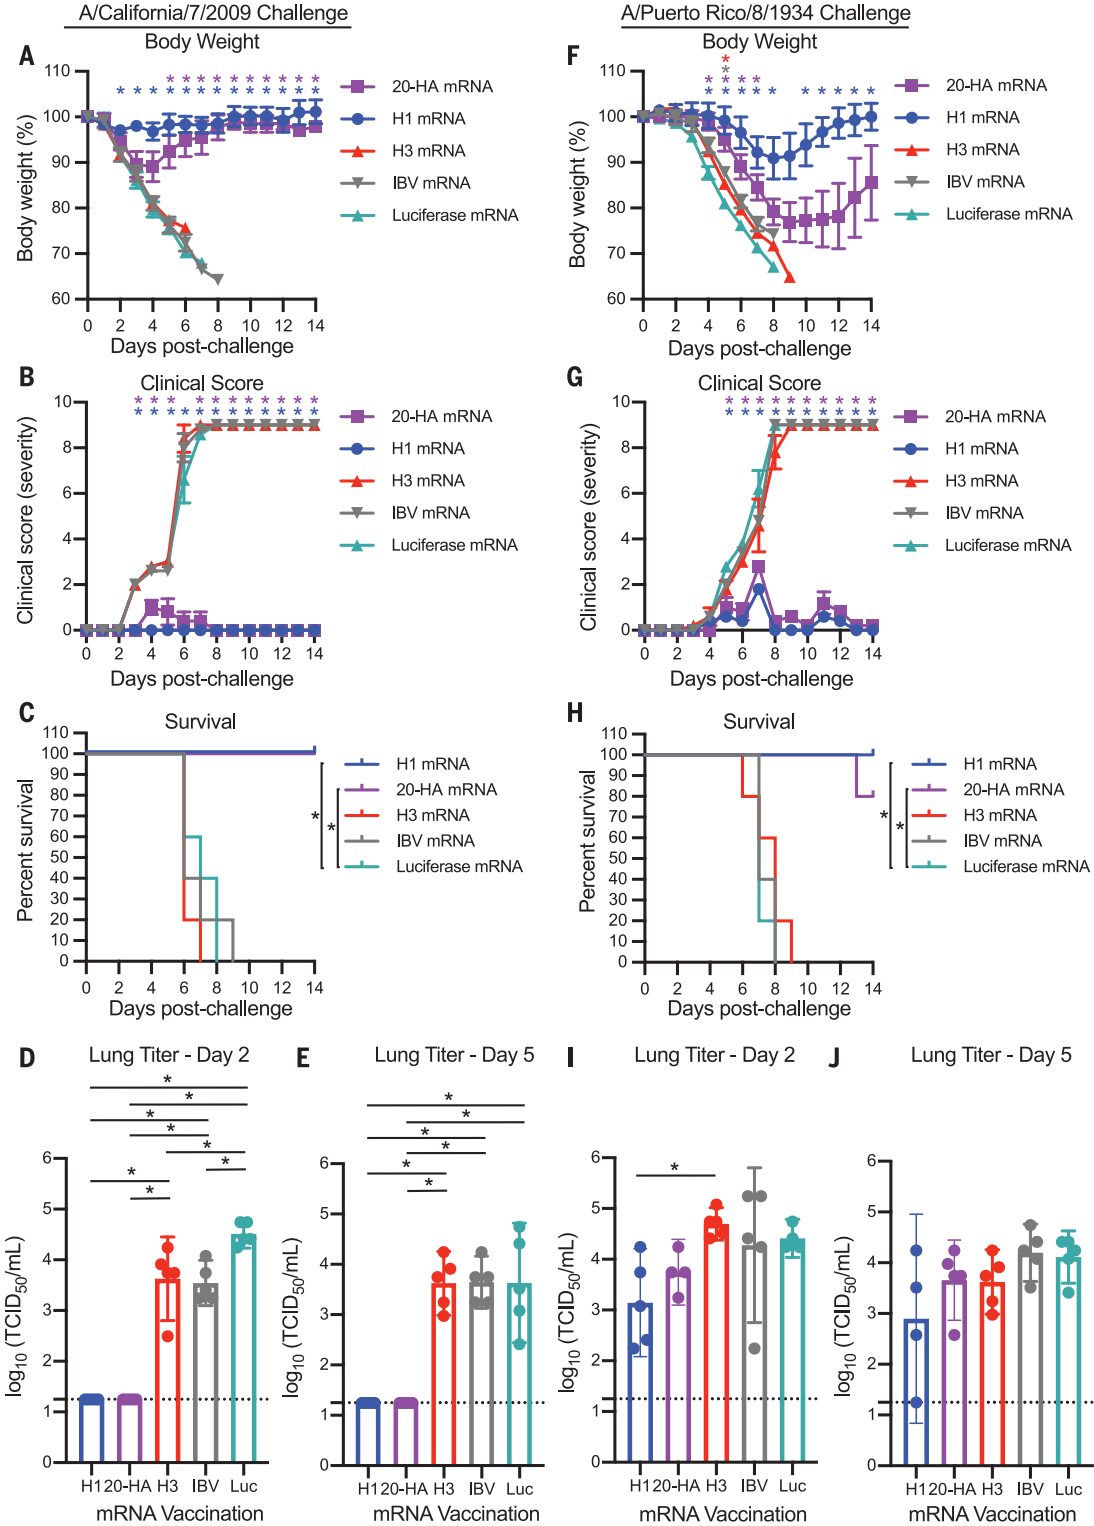 A/California/7/2009 Challenge
A
Body Weight
110
100
90
80
70
60
Body weight (%)
* * * * * * * * * *
* * * * * * * * * * * * *
0 2 4 6 8 10 12 14
Days post-challenge
20-HA mRNA
H1 mRNA
H3 mRNA
IBV mRNA
Luciferase mRNA
B
Clinical Score
10
8
6
4
2
0
Clinical score (severity)
* * * * * * * * * * *
* * * * * * * * * * *
0 2 4 6 8 10 12 14
Days post-challenge
20-HA mRNA
H1 mRNA
H3 mRNA
IBV mRNA
Luciferase mRNA
C
Survival
110
100
90
80
70
60
50
40
30
20
10
0
Percent survival
0 2 4 6 8 10 12 14
Days post-challenge
H1 mRNA
20-HA mRNA
H3 mRNA
IBV mRNA
Luciferase mRNA
*
*
D
Lung Titer - Day 2
*
*
*
*
*
*
*
*
6
5
4
3
2
1
0
log10 (TCID50/mL)
H1 20-HA H3 IBV Luc
mRNA Vaccination
E
Lung Titer - Day 5
*
*
*
*
*
*
6
5
4
3
2
1
0
log10 (TCID50/mL)
H1 20-HA H3 IBV Luc
mRNA Vaccination
A/Puerto Rico/8/1934 Challenge
F
Body Weight
110
100
90
80
70
60
Body weight (%)
*
*
* * * *
* * * * * * * * * *
0 2 4 6 8 10 12 14
Days post-challenge
20-HA mRNA
H1 mRNA
H3 mRNA
IBV mRNA
Luciferase mRNA
G
Clinical Score
10
8
6
4
2
0
Clinical score (severity)
* * * * * * * * * *
* * * * * * * * * *
0 2 4 6 8 10 12 14
Days post-challenge
20-HA mRNA
H1 mRNA
H3 mRNA
IBV mRNA
Luciferase mRNA
H
Survival
110
100
90
80
70
60
50
40
30
20
10
0
Percent survival
0 2 4 6 8 10 12 14
Days post-challenge
H1 mRNA
20-HA mRNA
H3 mRNA
IBV mRNA
Luciferase mRNA
*
*
I
Lung Titer - Day 2
*
6
5
4
3
2
1
0
log10 (TCID50/mL)
H1 20-HA H3 IBV Luc
mRNA Vaccination
J
Lung Titer - Day 5
6
5
4
3
2
1
0
log10 (TCID50/mL)
H1 20-HA H3 IBV Luc
mRNA Vaccination